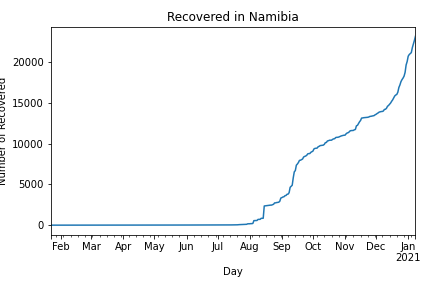 Recovered in Namibia
Number of Recovered
20000
15000
10000
5000
0
Feb Mar Apr May Jun Jul Aug Sep Oct Nov Dec Jan
2021
Day